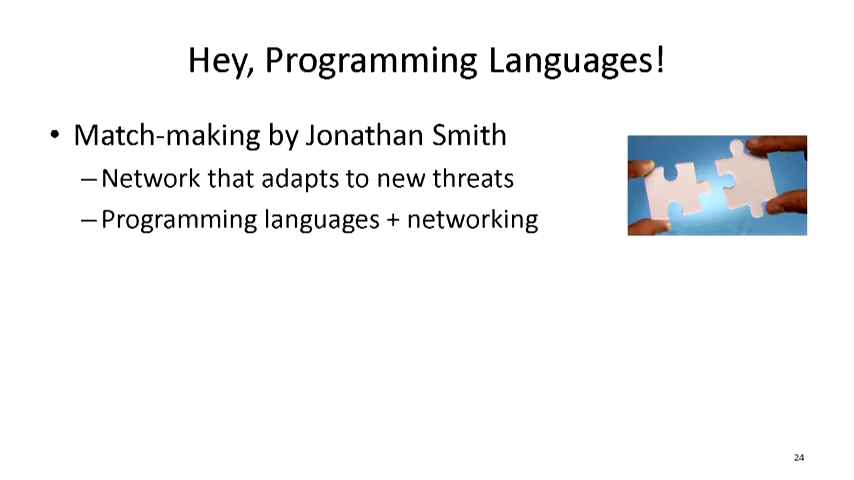 Hey, Programming Languages!
• Match-making by Jonathan Smith
–Network that adapts to new threats
–Programming languages + networking
24